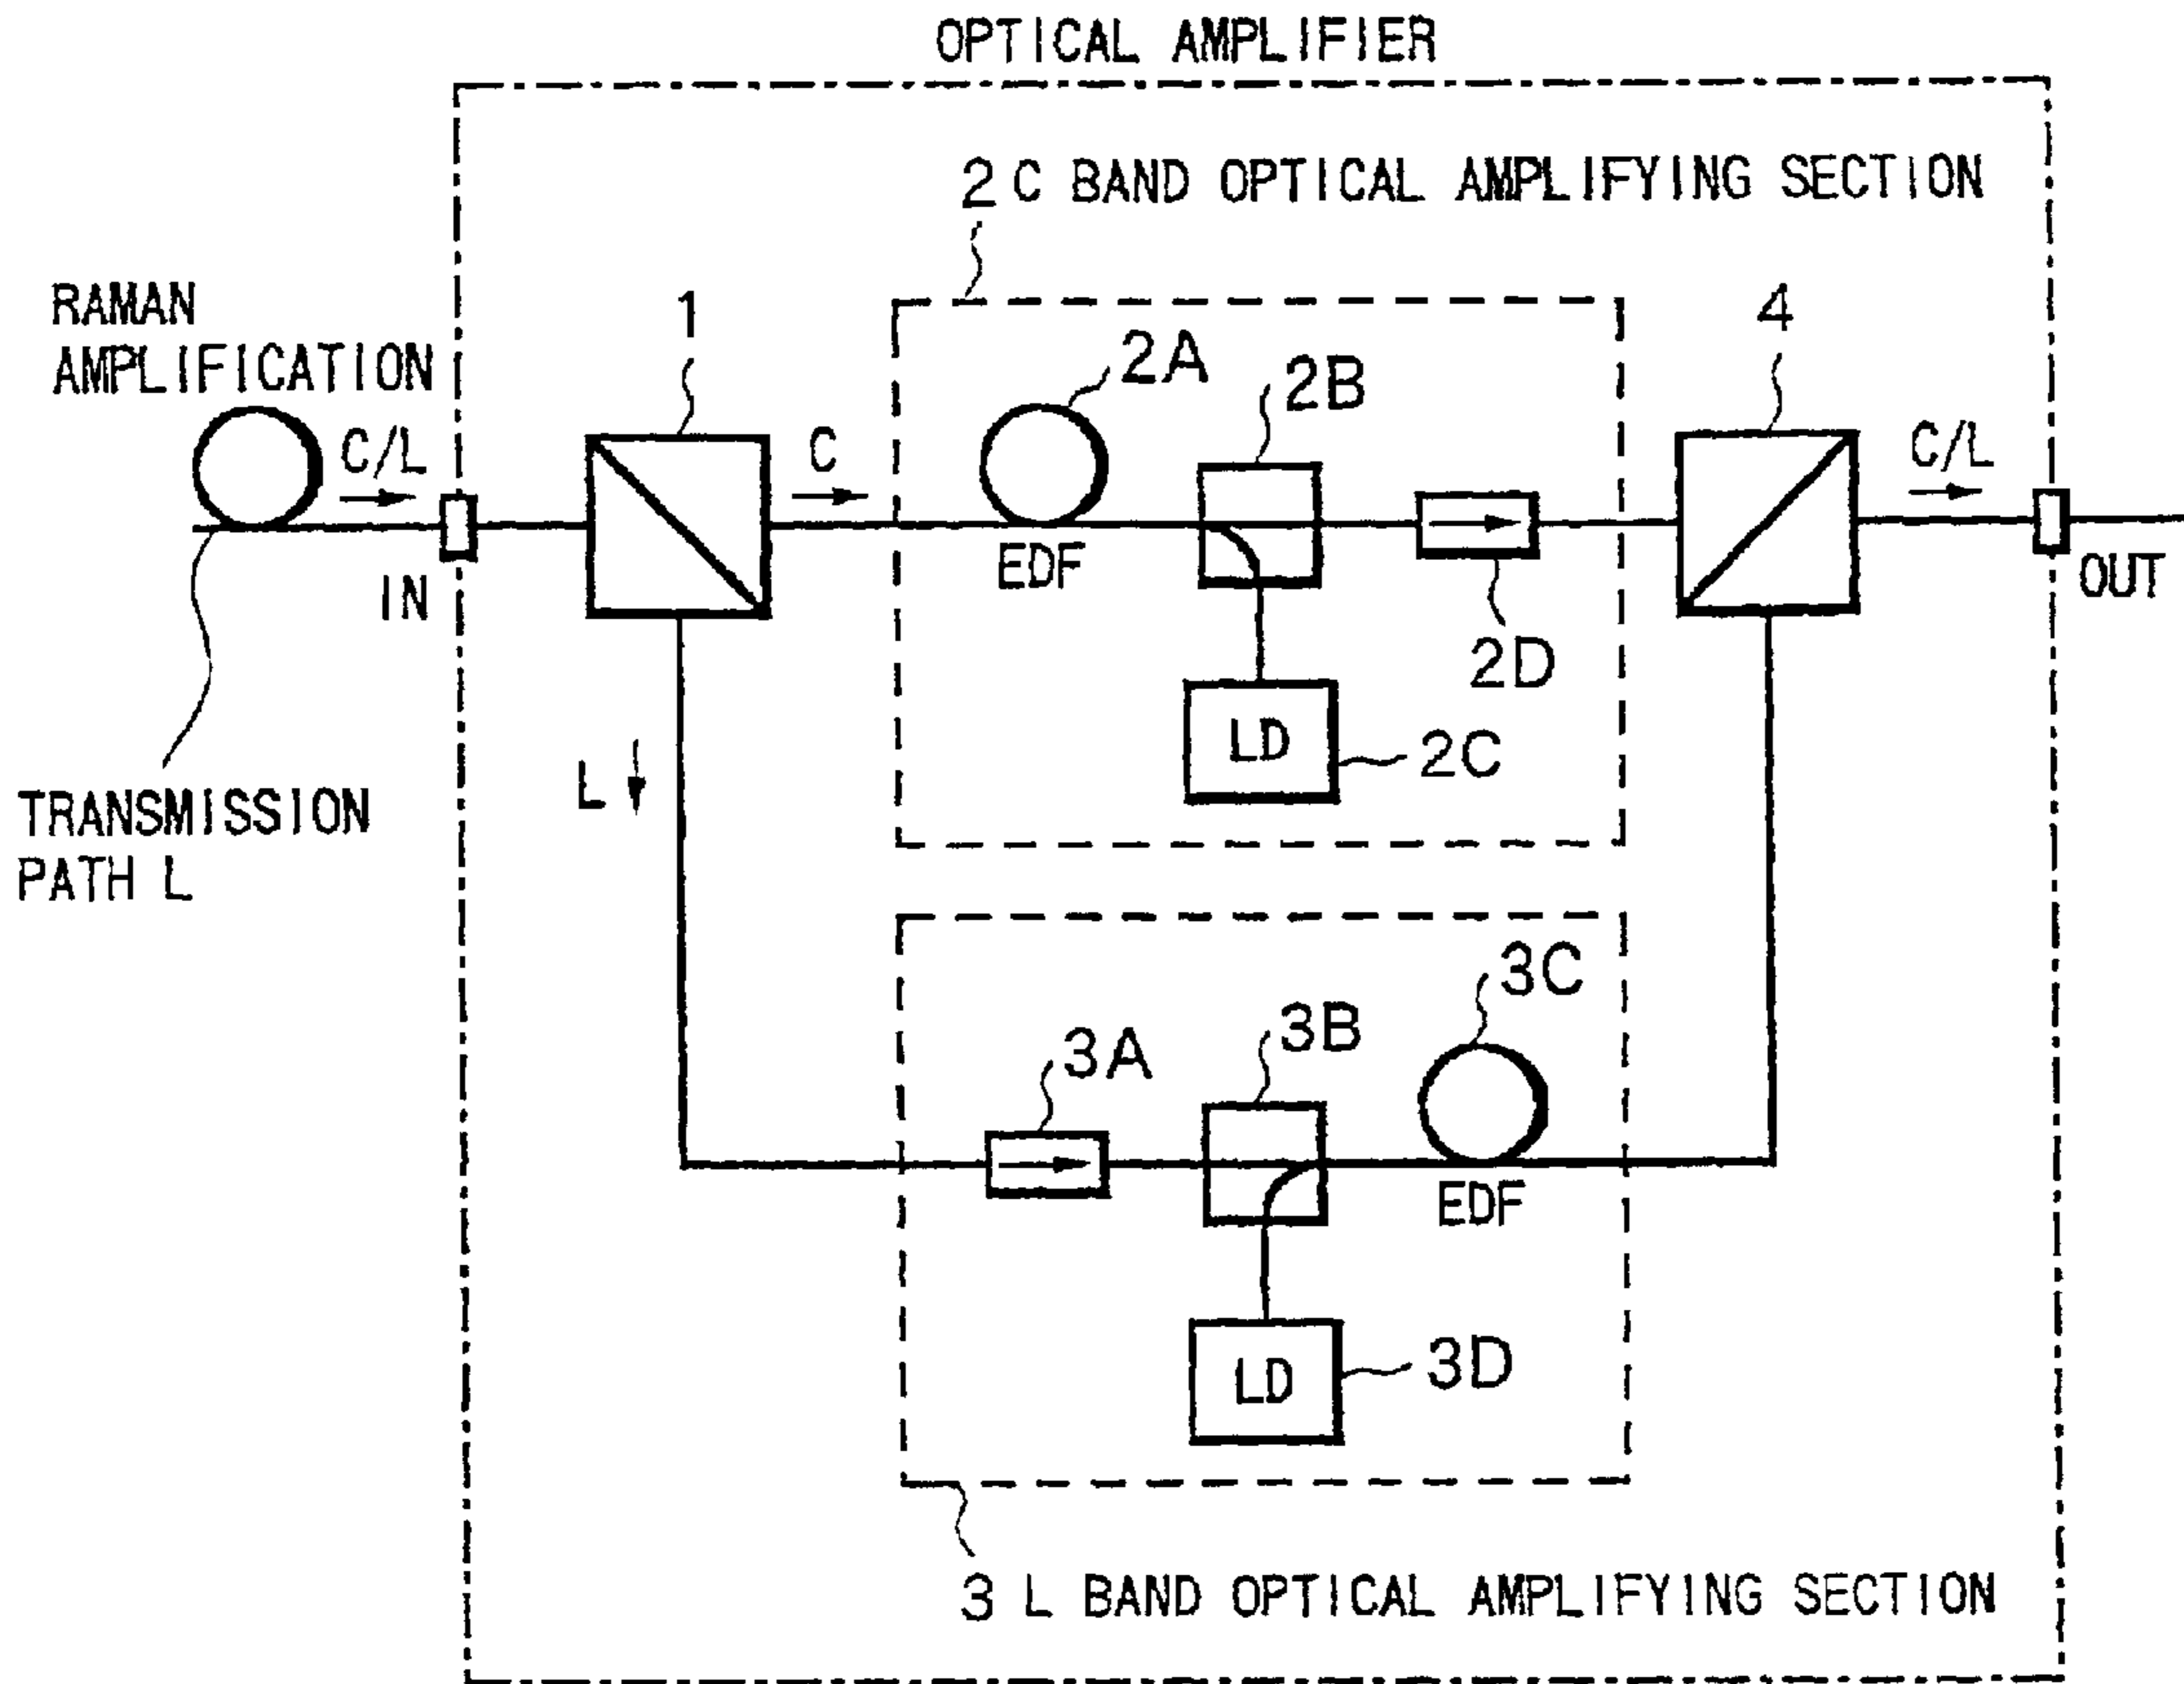 OPTICAL AMPLIFIER
2 C BAND OPTICAL AMPLIFYING SECTION
RAMAN
AMPLIFICATION
C/L
IN
TRANSMISSION
PATH L
1
C
L
2A
EDF
2B
LD
2C
2D
4
C/L
OUT
3A
3B
3C
EDF
LD
3D
3 L BAND OPTICAL AMPLIFYING SECTION